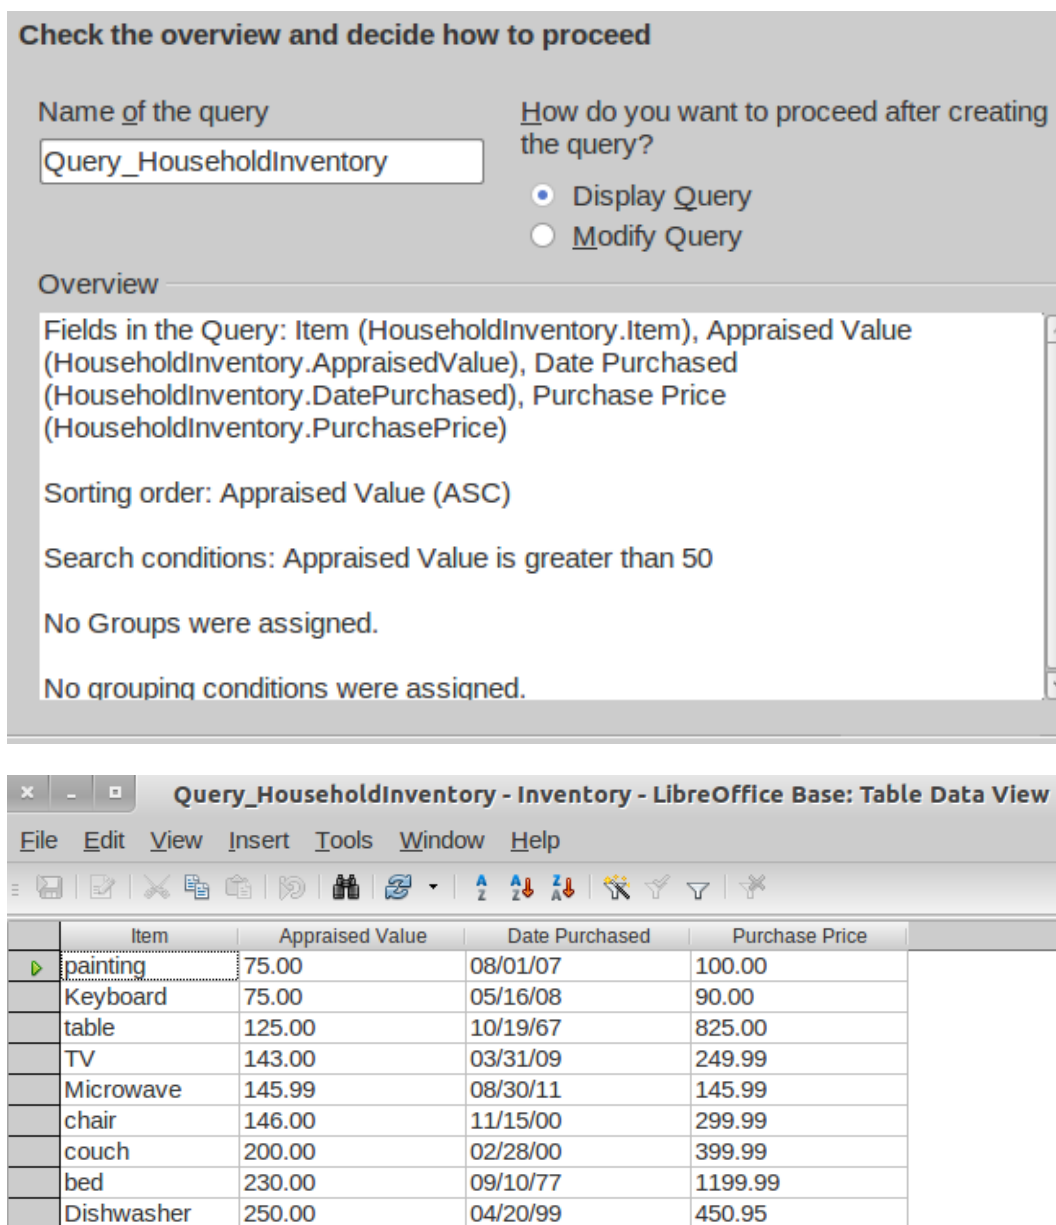 Check the overview and decide how to proceed
Name of the query
Query_HouseholdInventory
How do you want to proceed after creating
the query?
Display Query
Modify Query
Overview
Fields in the Query: Item (HouseholdInventory.Item), Appraised Value
(HouseholdInventory.AppraisedValue), Date Purchased
(HouseholdInventory.DatePurchased), Purchase Price
(HouseholdInventory.PurchasePrice)
Sorting order: Appraised Value (ASC)
Search conditions: Appraised Value is greater than 50
No Groups were assigned.
No grouping conditions were assigned.
Query_HouseholdInventory - Inventory - LibreOffice Base: Table Data View
File Edit View Insert Tools Window Help
Item Appraised Value Date Purchased Purchase Price
painting 75.00 08/01/07 100.00
Keyboard 75.00 05/16/08 90.00
table 125.00 10/19/67 825.00
TV 143.00 03/31/09 249.99
Microwave 145.99 08/30/11 145.99
chair 146.00 11/15/00 299.99
couch 200.00 02/28/00 399.99
bed 230.00 09/10/77 1199.99
Dishwasher 250.00 04/20/99 450.95